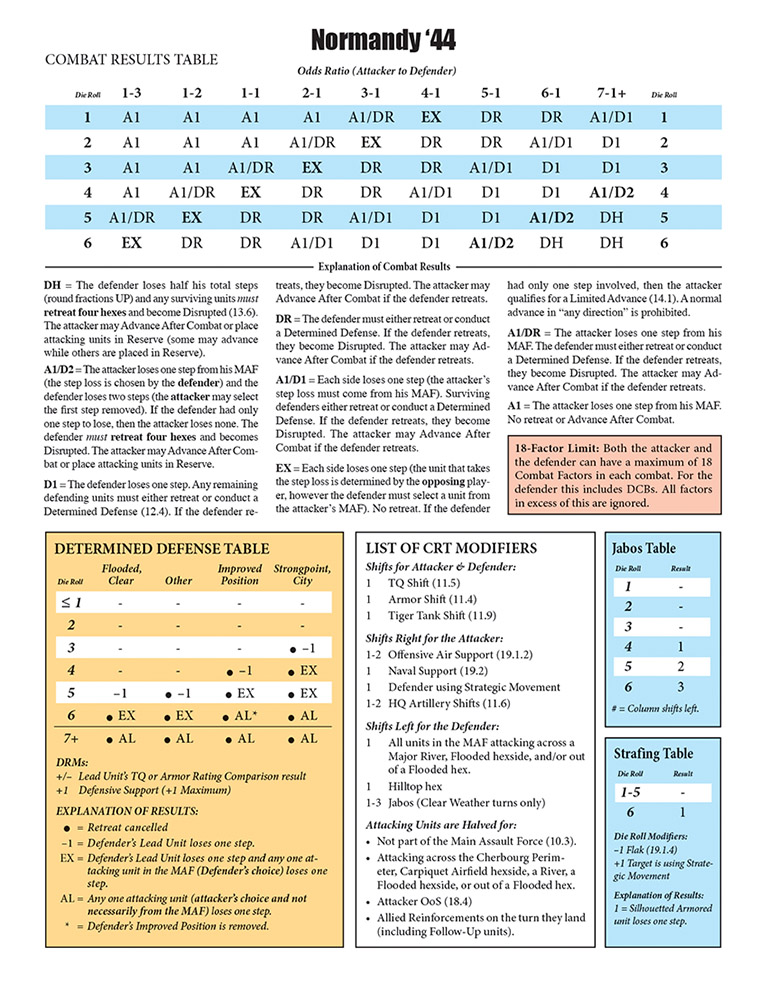 Normandy ‘44
COMBAT RESULTS TABLE
Odds Ratio (Attacker to Defender)
Die Roll 1-3 1-2 1-1 2-1 3-1 4-1 5-1 6-1 7-1+ Die Roll
1 A1 A1 A1 A1 A1/DR EX DR DR A1/D1 1
2 A1 A1 A1 A1/DR EX DR DR A1/D1 D1 2
3 A1 A1 A1/DR EX DR DR A1/D1 D1 D1 3
4 A1 A1/DR EX DR DR A1/D1 D1 D1 A1/D2 4
5 A1/DR EX DR DR A1/D1 D1 D1 A1/D2 DH 5
6 EX DR DR A1/D1 D1 D1 A1/D2 DH DH 6
Explanation of Combat Results
DH = The defender loses half his total steps
(round fractions UP) and any surviving units must
retreat four hexes and become Disrupted (13.6).
The attacker may Advance After Combat or place
attacking units in Reserve (some may advance
while others are placed in Reserve).
A1/D2 = The attacker loses one step from his MAF
(the step loss is chosen by the defender) and the
defender loses two steps (the attacker may select
the first step removed). If the defender had only
one step to lose, then the attacker loses none. The
defender must retreat four hexes and becomes
Disrupted. The attacker may Advance After Com-
bat or place attacking units in Reserve.
D1 = The defender loses one step. Any remaining
defending units must either retreat or conduct a
Determined Defense (12.4). If the defender re-
treats, they become Disrupted. The attacker may
Advance After Combat if the defender retreats.
DR = The defender must either retreat or conduct
a Determined Defense. If the defender retreats,
they become Disrupted. The attacker may Ad-
vance After Combat if the defender retreats.
A1/D1 = Each side loses one step (the attacker’s
step loss must come from his MAF). Surviving
defenders either retreat or conduct a Determined
Defense. If the defender retreats, they become
Disrupted. The attacker may Advance After
Combat if the defender retreats.
EX = Each side loses one step (the unit that takes
the step loss is determined by the opposing play-
er, however the defender must select a unit from
the attacker’s MAF). No retreat. If the defender
had only one step involved, then the attacker
qualifies for a Limited Advance (14.1). A normal
advance in “any direction” is prohibited.
A1/DR = The attacker loses one step from his
MAF. The defender must either retreat or conduct
a Determined Defense. If the defender retreats,
they become Disrupted. The attacker may Ad-
vance After Combat if the defender retreats.
A1 = The attacker loses one step from his MAF.
No retreat or Advance After Combat.
18-Factor Limit: Both the attacker and
the defender can have a maximum of 18
Combat Factors in each combat. For the
defender this includes DCBs. All factors
in excess of this are ignored.
DETERMINED DEFENSE TABLE
Flooded, Improved Strongpoint,
Die Roll Clear Other Position City
≤ 1 - - - -
2 - - - -
3 - - - ● –1
4 - - ● –1 ● EX
5 –1 ● –1 ● EX ● EX
6 ● EX ● EX ● AL* ● AL
7+ ● AL ● AL ● AL ● AL
DRMs:
+/– Lead Unit’s TQ or Armor Rating Comparison result
+1 Defensive Support (+1 Maximum)
EXPLANATION OF RESULTS:
● = Retreat cancelled
–1 = Defender’s Lead Unit loses one step.
EX = Defender’s Lead Unit loses one step and any one at-
tacking unit in the MAF (Defender’s choice) loses one
step.
AL = Any one attacking unit (attacker’s choice and not
necessarily from the MAF) loses one step.
* = Defender’s Improved Position is removed.
LIST OF CRT MODIFIERS
Shifts for Attacker & Defender:
1 TQ Shift (11.5)
1 Armor Shift (11.4)
1 Tiger Tank Shift (11.9)
Shifts Right for the Attacker:
1-2 Offensive Air Support (19.1.2)
1 Naval Support (19.2)
1 Defender using Strategic Movement
1-2 HQ Artillery Shifts (11.6)
Shifts Left for the Defender:
1 All units in the MAF attacking across a
Major River, Flooded hexside, and/or out
of a Flooded hex.
1 Hilltop hex
1-3 Jabos (Clear Weather turns only)
Attacking Units are Halved for:
• Not part of the Main Assault Force (10.3).
• Attacking across the Cherbourg Perim-
eter, Carpiquet Airfield hexside, a River, a
Flooded hexside, or out of a Flooded hex.
• Attacker OoS (18.4)
• Allied Reinforcements on the turn they land
(including Follow-Up units).
Jabos Table
Die Roll Result
1 -
2 -
3 -
4 1
5 2
6 3
# = Column shifts left.
Strafing Table
Die Roll Result
1-5 -
6 1
Die Roll Modifiers:
–1 Flak (19.1.4)
+1 Target is using Strate-
gic Movement
Explanation of Results:
1 = Silhouetted Armored
unit loses one step.